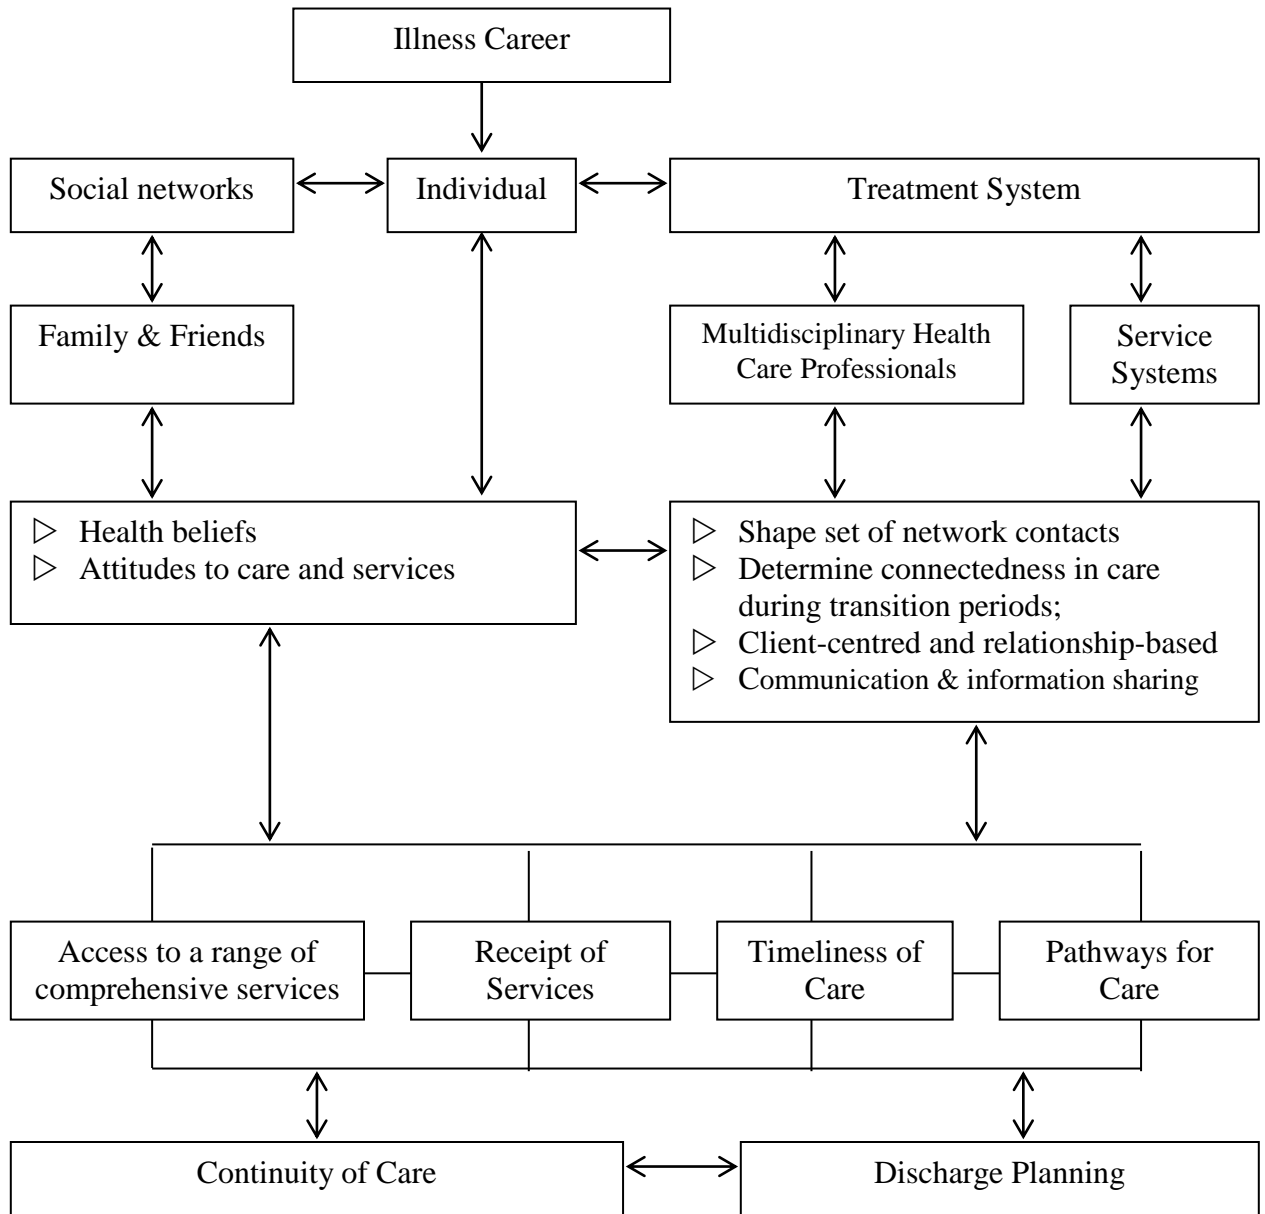 Illness Career
Social networks
Individual
Treatment System
Family & Friends
Multidisciplinary Health
Care Professionals
Service
Systems
Health beliefs
Attitudes to care and services
Shape set of network contacts
Determine connectedness in care
during transition periods;
Client-centred and relationship-based
Communication & information sharing
Access to a range of
comprehensive services
Receipt of
Services
Timeliness of
Care
Pathways for
Care
Continuity of Care
Discharge Planning